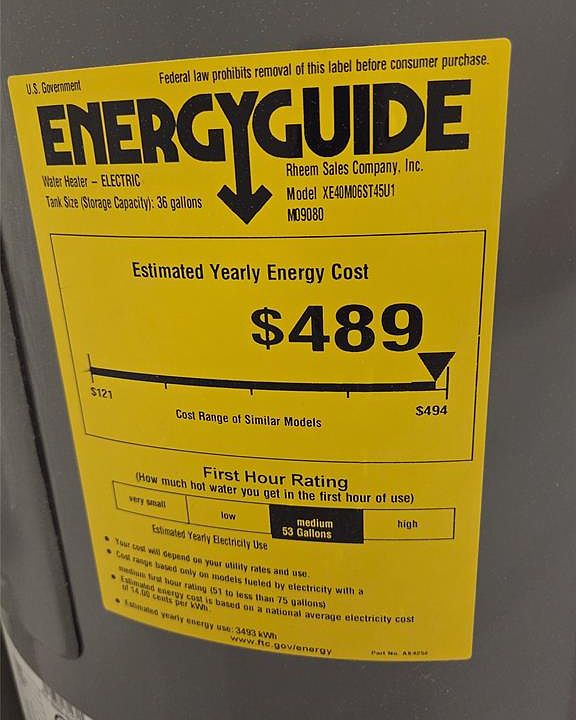 U.S. Government
Federal law prohibits removal of this label before consumer purchase.
ENERGYGUIDE
Water Heater – ELECTRIC
Tank Size (Storage Capacity): 36 gallons
Rheem Sales Company, Inc.
Model XE40M06ST45U1
M09080
Estimated Yearly Energy Cost
$489
$121
$494
Cost Range of Similar Models
First Hour Rating
(How much hot water you get in the first hour of use)
very small
low
medium
53 Gallons
high
Estimated Yearly Electricity Use
• Your cost will depend on your utility rates and use.
• Cost range based only on models fueled by electricity with a
medium first hour rating (51 to less than 75 gallons)
• Estimated energy cost is based on a national average electricity cost
of 14.00 cents per kWh.
• Estimated yearly energy use: 3493 kWh
www.ftc.gov/energy
Part No.